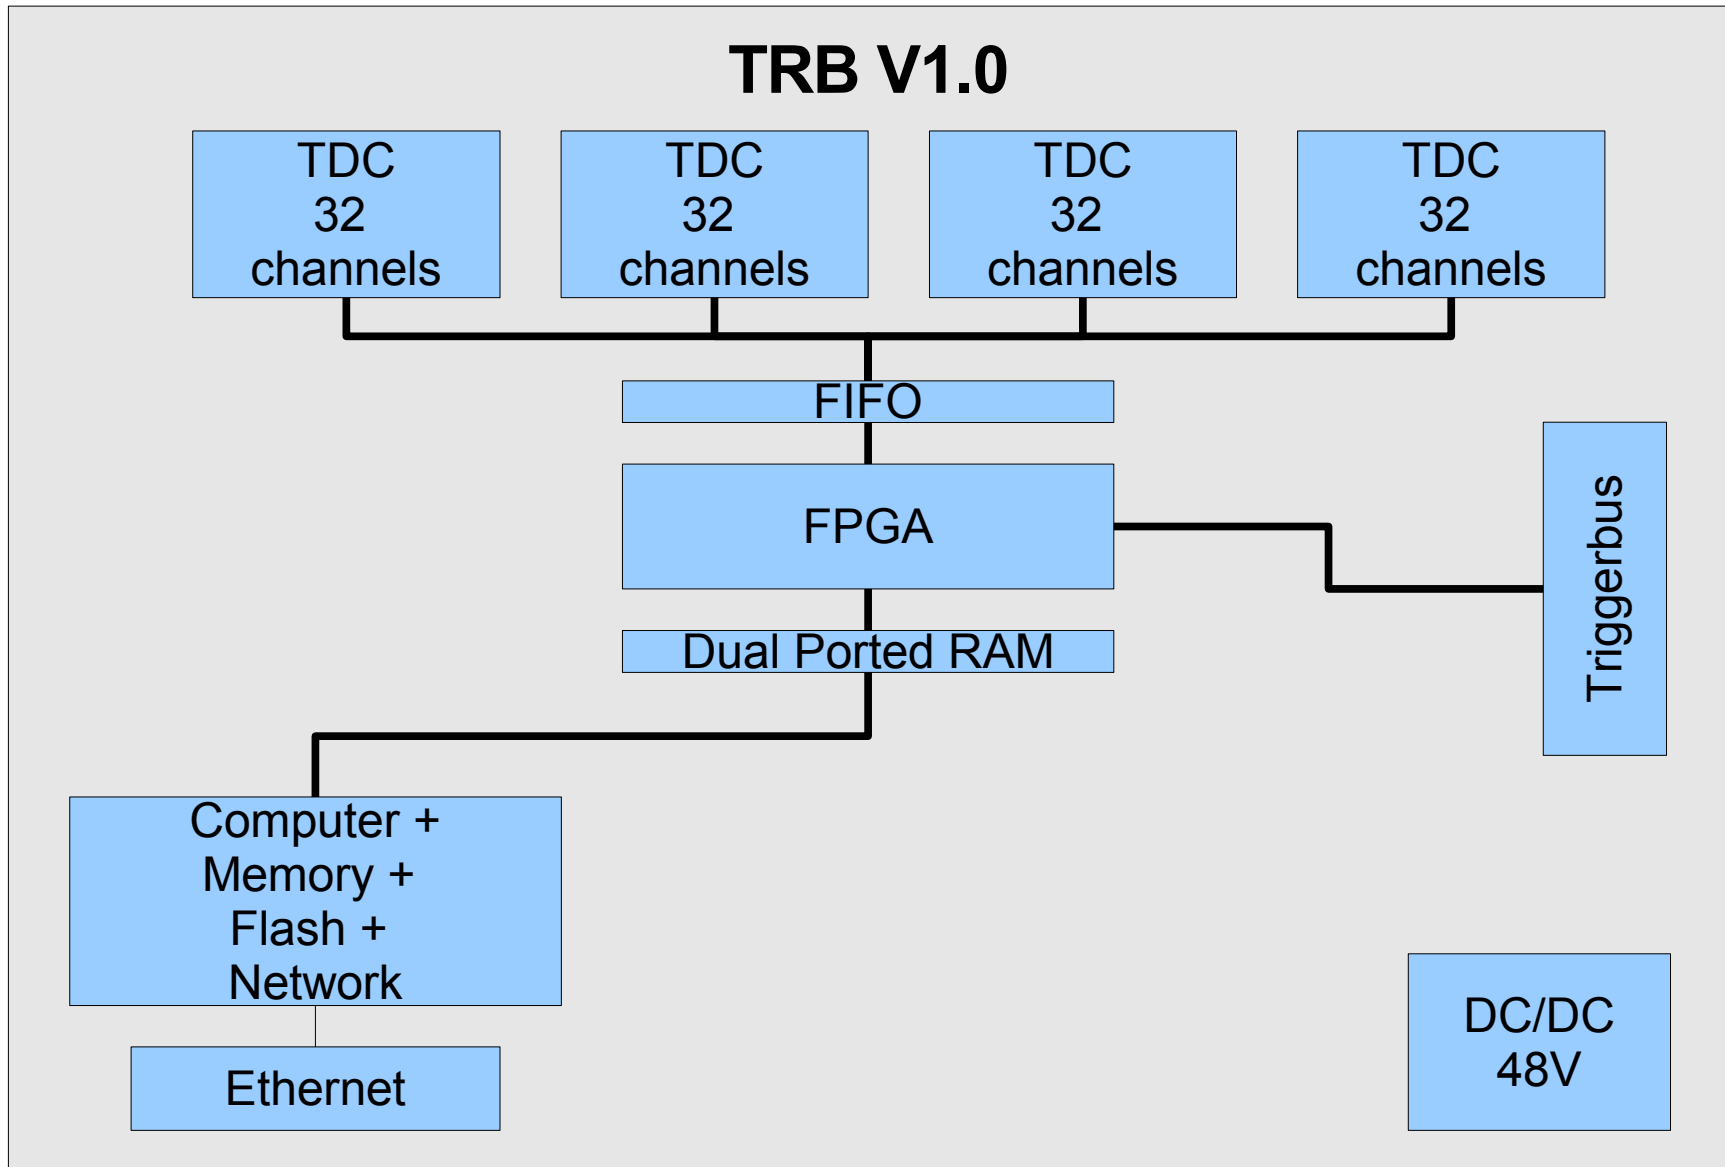 TRB V1.0
TDC
32
channels
TDC
32
channels
TDC
32
channels
TDC
32
channels
FIFO
FPGA
Triggerbus
Dual Ported RAM
Computer +
Memory +
Flash +
Network
Ethernet
DC/DC
48V